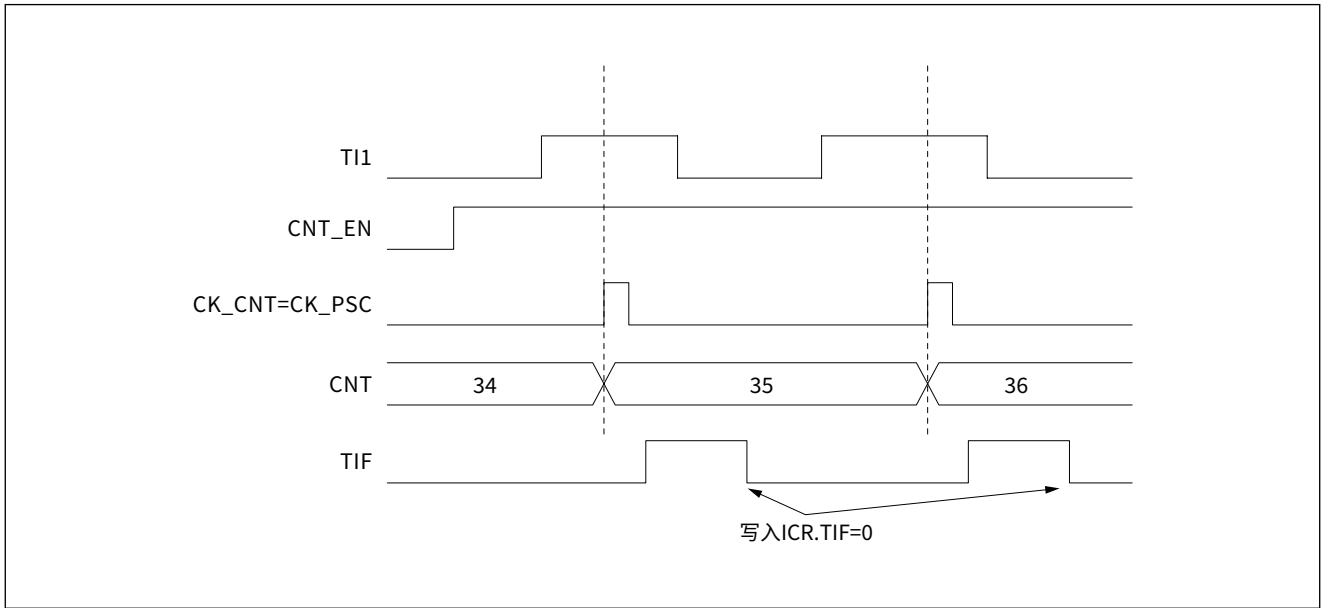 TI1
CNT_EN
CK_CNT=CK_PSC
CNT
34
35
36
TIF
写入ICR.TIF=0